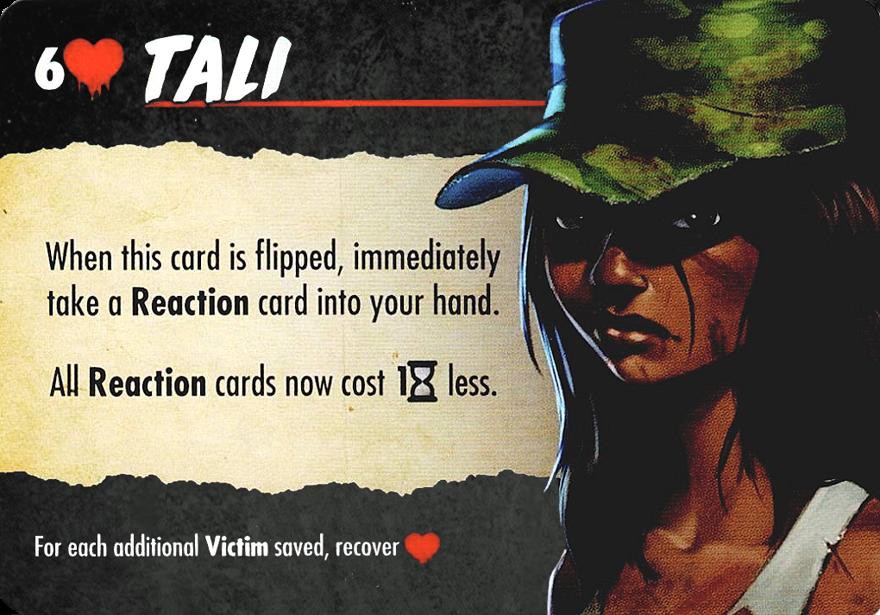 6 TALI
When this card is flipped, immediately
take a Reaction card into your hand.
All Reaction cards now cost 1 less.
For each additional Victim saved, recover